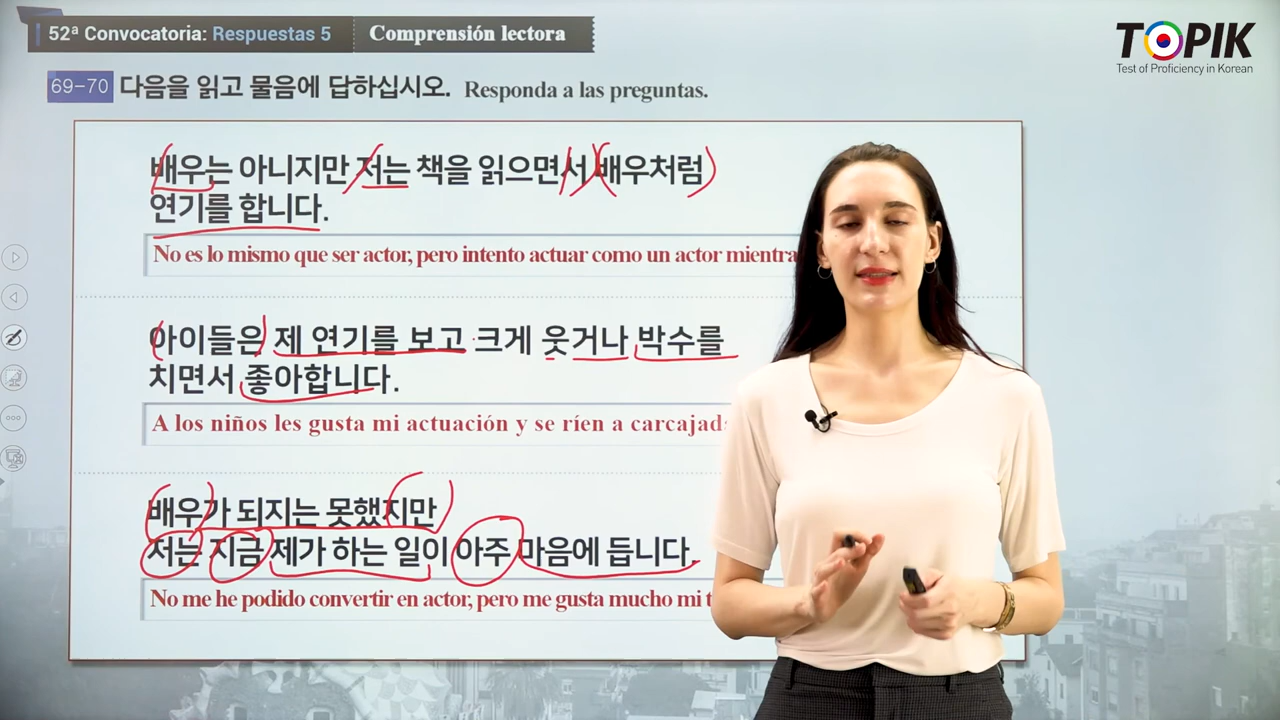 52ª Convocatoria: Respuestas 5 Comprensión lectora
TOPIK
Test of Proficiency in Korean
69-70 다음을 읽고 물음에 답하십시오. Responda a las preguntas.
배우는 아니지만 저는 책을 읽으면서 배우처럼
연기를 합니다.
No es lo mismo que ser actor, pero intento actuar como un actor mientra
아이들은 제 연기를 보고 크게 웃거나 박수를
치면서 좋아합니다.
A los niños les gusta mi actuación y se ríen a carcajad
배우가 되지는 못했지만
저는 지금 제가 하는 일이 아주 마음에 듭니다.
No me he podido convertir en actor, pero me gusta mucho mi t